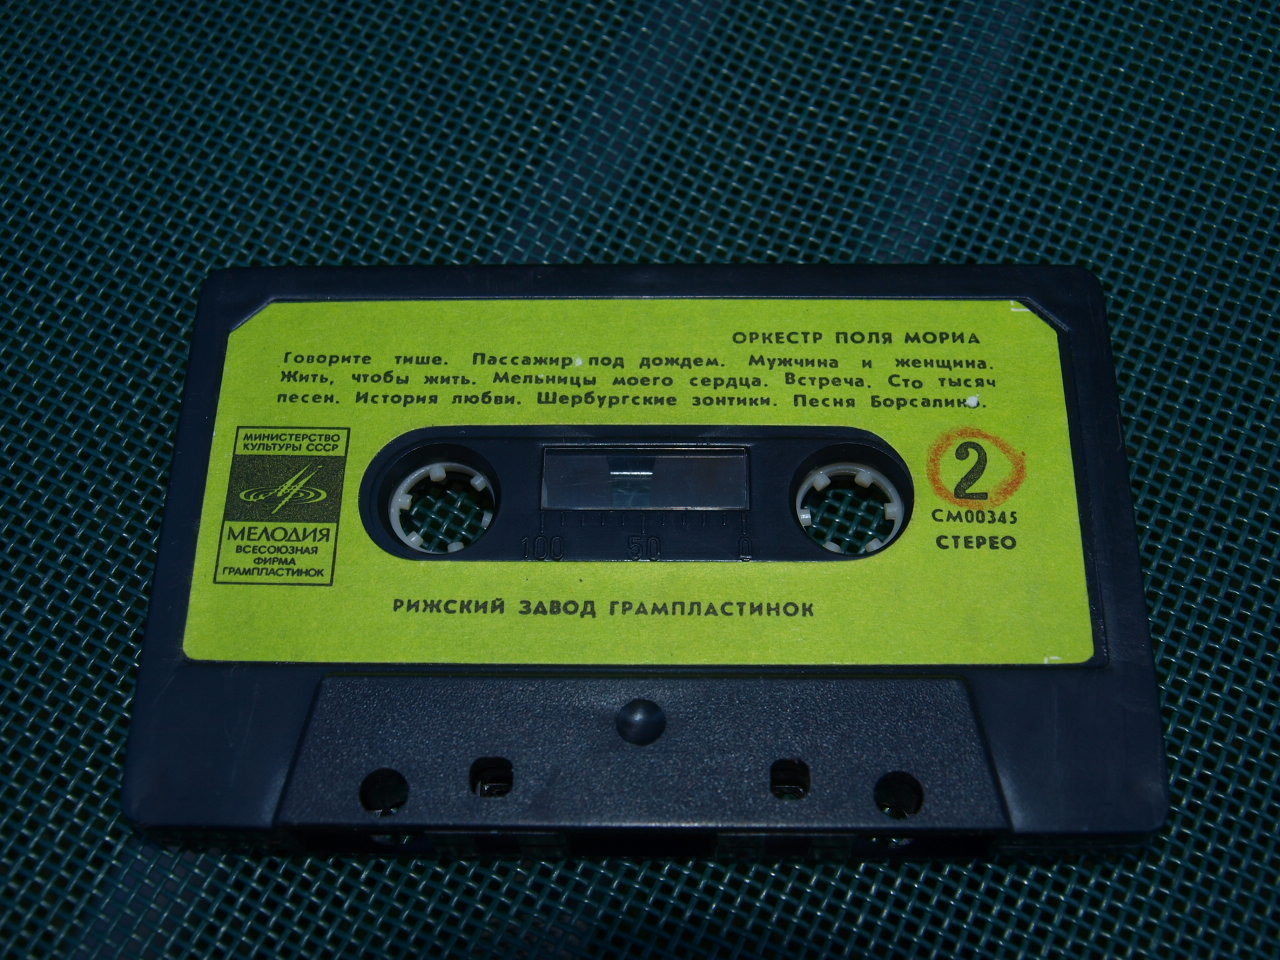 ОРКЕСТР ПОЛЯ МОРИА
Говорите тише. Пассажир под дождем. Мужчина и женщина.
Жить, чтобы жить. Мельницы моего сердца. Встреча. Сто тысяч
песен. История любви. Шербургские зонтики. Песня Борсалино.
МИНИСТЕРСТВО
КУЛЬТУРЫ СССР
МЕЛОДИЯ
ВСЕСОЮЗНАЯ
ФИРМА
ГРАМПЛАСТИНОК
100 50 0
2
СМ00345
СТЕРЕО
РИЖСКИЙ ЗАВОД ГРАМПЛАСТИНОК